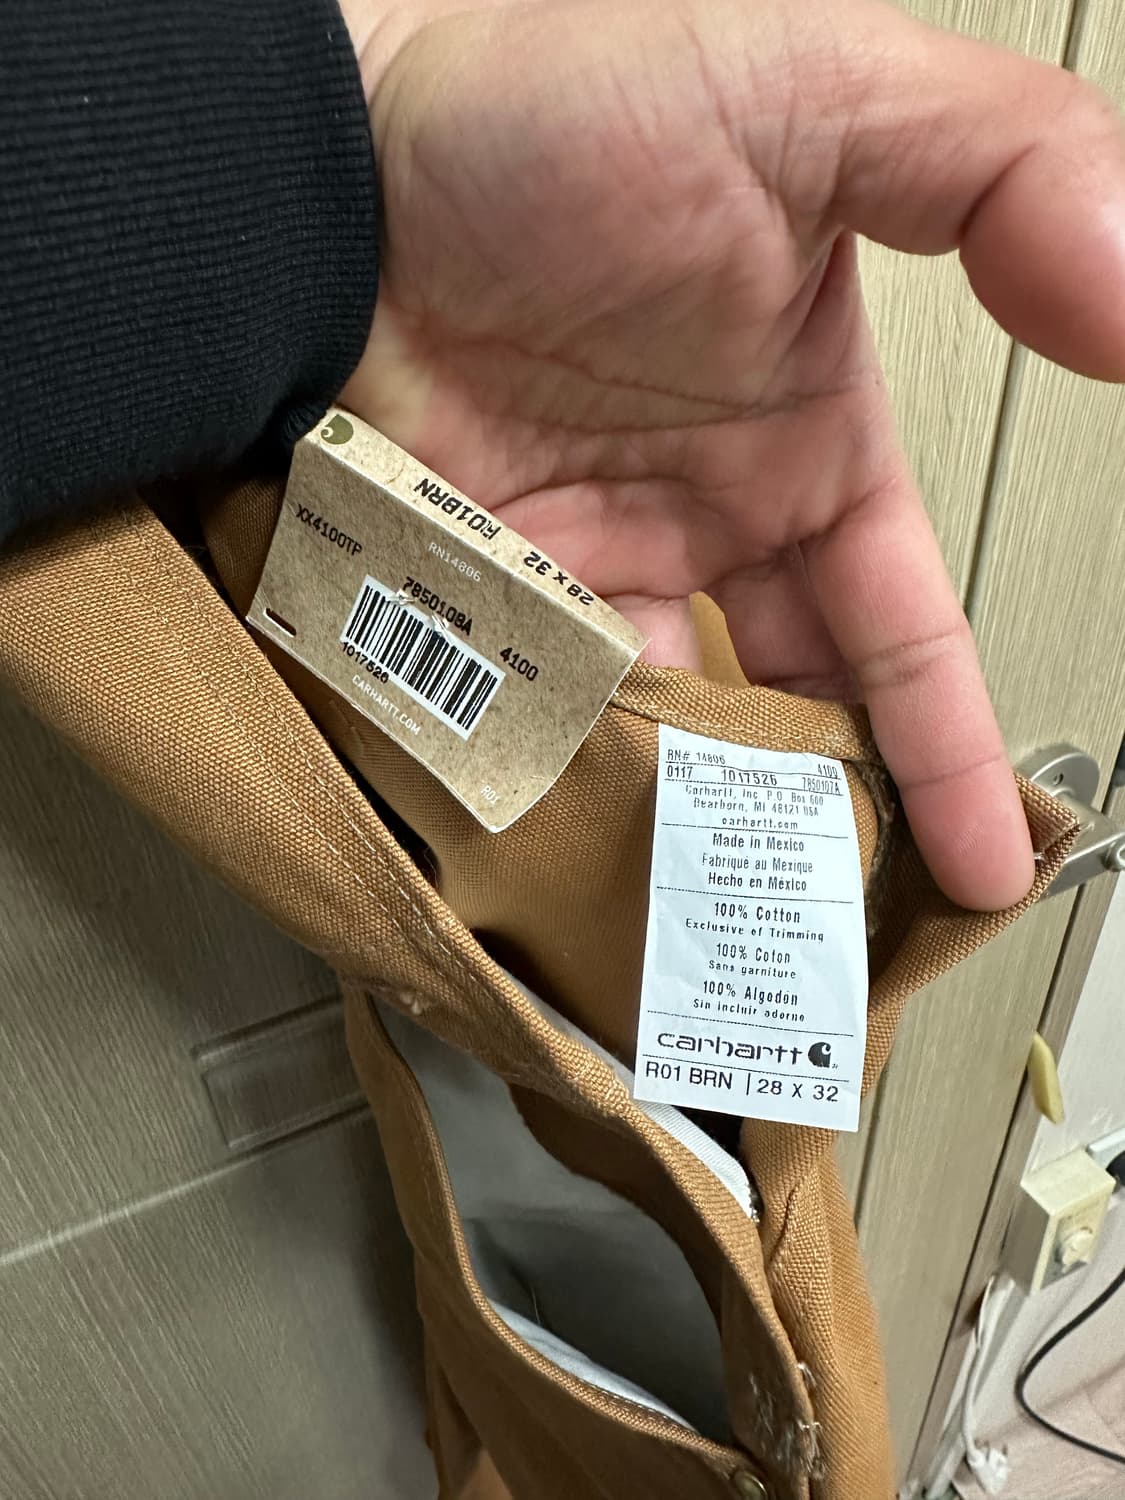 R01BRN
28 x 32
XX4100TP
RN14806
7850108A
4100
1017526
CARHARTT.COM
R01
RN# 14806 4100
0117 1017526 7850107A
Carhartt, Inc P.O. Box 600
Dearborn, MI 48121 USA
carhartt.com
Made in Mexico
Fabriqué au Mexique
Hecho en México
100% Cotton
Exclusive of Trimming
100% Coton
Sans garniture
100% Algodón
Sin incluir adorno
carhartt
R01 BRN | 28 X 32